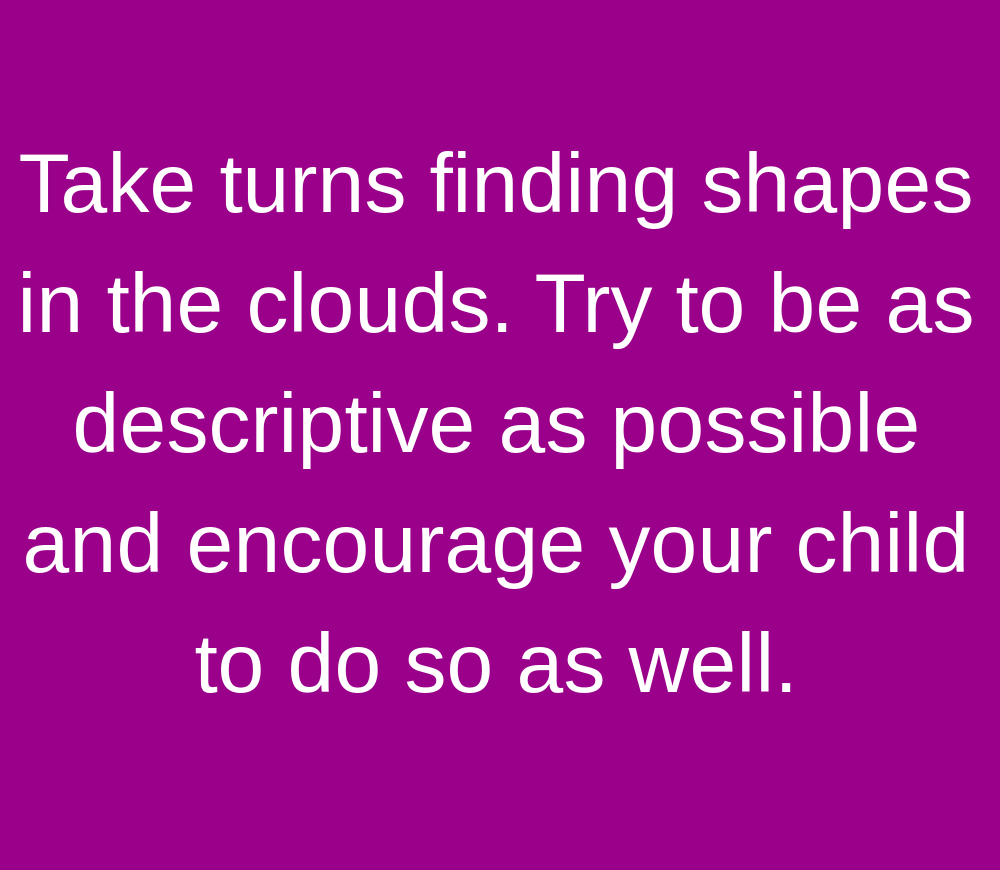 Take turns finding shapes
in the clouds. Try to be as
descriptive as possible
and encourage your child
to do so as well.